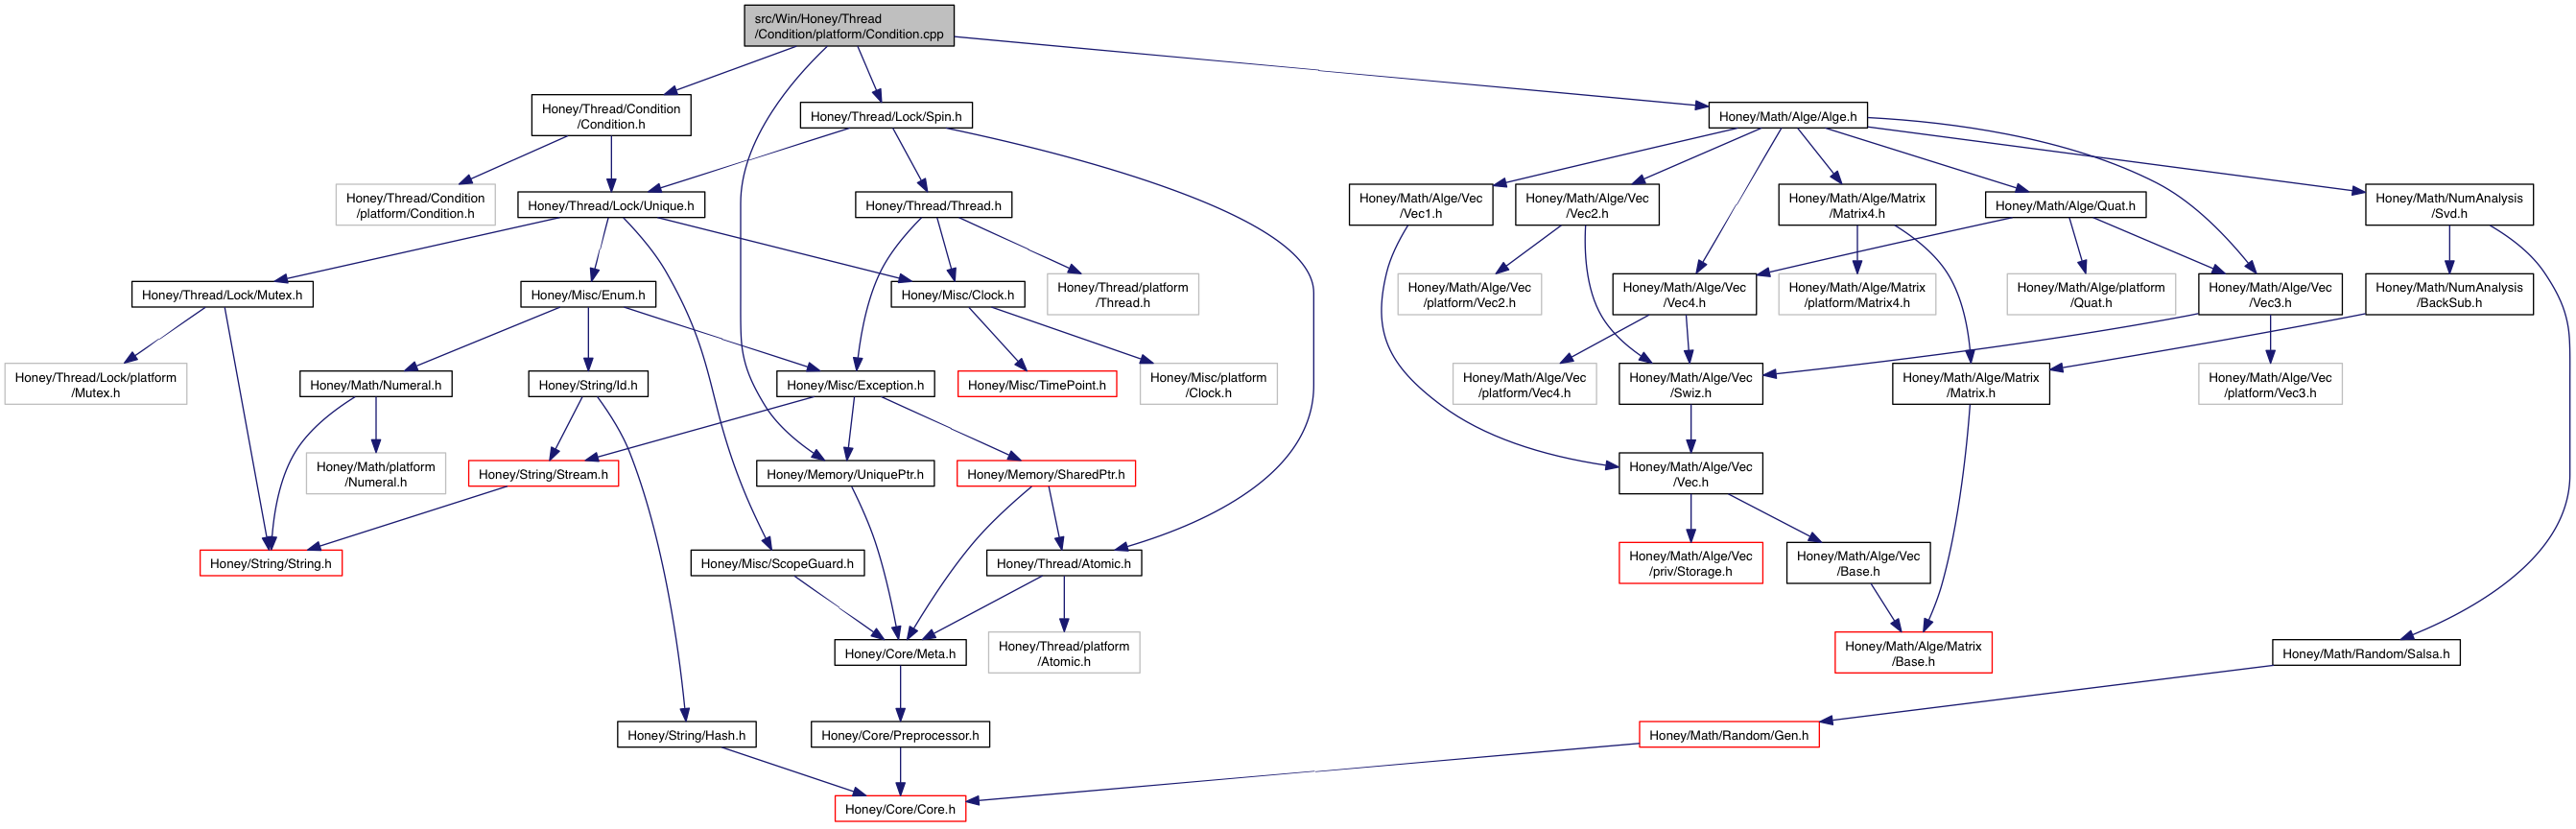 src/Win/Honey/Thread
/Condition/platform/Condition.cpp
Honey/Thread/Condition
/Condition.h
Honey/Thread/Lock/Spin.h
Honey/Math/Alge/Alge.h
Honey/Thread/Condition
/platform/Condition.h
Honey/Thread/Lock/Unique.h
Honey/Thread/Thread.h
Honey/Math/Alge/Vec
/Vec1.h
Honey/Math/Alge/Vec
/Vec2.h
Honey/Math/Alge/Matrix
/Matrix4.h
Honey/Math/Alge/Quat.h
Honey/Math/NumAnalysis
/Svd.h
Honey/Thread/Lock/Mutex.h
Honey/Misc/Enum.h
Honey/Misc/Clock.h
Honey/Thread/platform
/Thread.h
Honey/Math/Alge/Vec
/platform/Vec2.h
Honey/Math/Alge/Vec
/Vec4.h
Honey/Math/Alge/Matrix
/platform/Matrix4.h
Honey/Math/Alge/platform
/Quat.h
Honey/Math/Alge/Vec
/Vec3.h
Honey/Math/NumAnalysis
/BackSub.h
Honey/Thread/Lock/platform
/Mutex.h
Honey/Math/Numeral.h
Honey/String/Id.h
Honey/Misc/Exception.h
Honey/Misc/TimePoint.h
Honey/Misc/platform
/Clock.h
Honey/Math/Alge/Vec
/platform/Vec4.h
Honey/Math/Alge/Vec
/Swiz.h
Honey/Math/Alge/Matrix
/Matrix.h
Honey/Math/Alge/Vec
/platform/Vec3.h
Honey/Math/platform
/Numeral.h
Honey/String/Stream.h
Honey/Memory/UniquePtr.h
Honey/Memory/SharedPtr.h
Honey/Math/Alge/Vec
/Vec.h
Honey/String/String.h
Honey/Misc/ScopeGuard.h
Honey/Thread/Atomic.h
Honey/Math/Alge/Vec
/priv/Storage.h
Honey/Math/Alge/Vec
/Base.h
Honey/Core/Meta.h
Honey/Thread/platform
/Atomic.h
Honey/Math/Alge/Matrix
/Base.h
Honey/Math/Random/Salsa.h
Honey/String/Hash.h
Honey/Core/Preprocessor.h
Honey/Math/Random/Gen.h
Honey/Core/Core.h